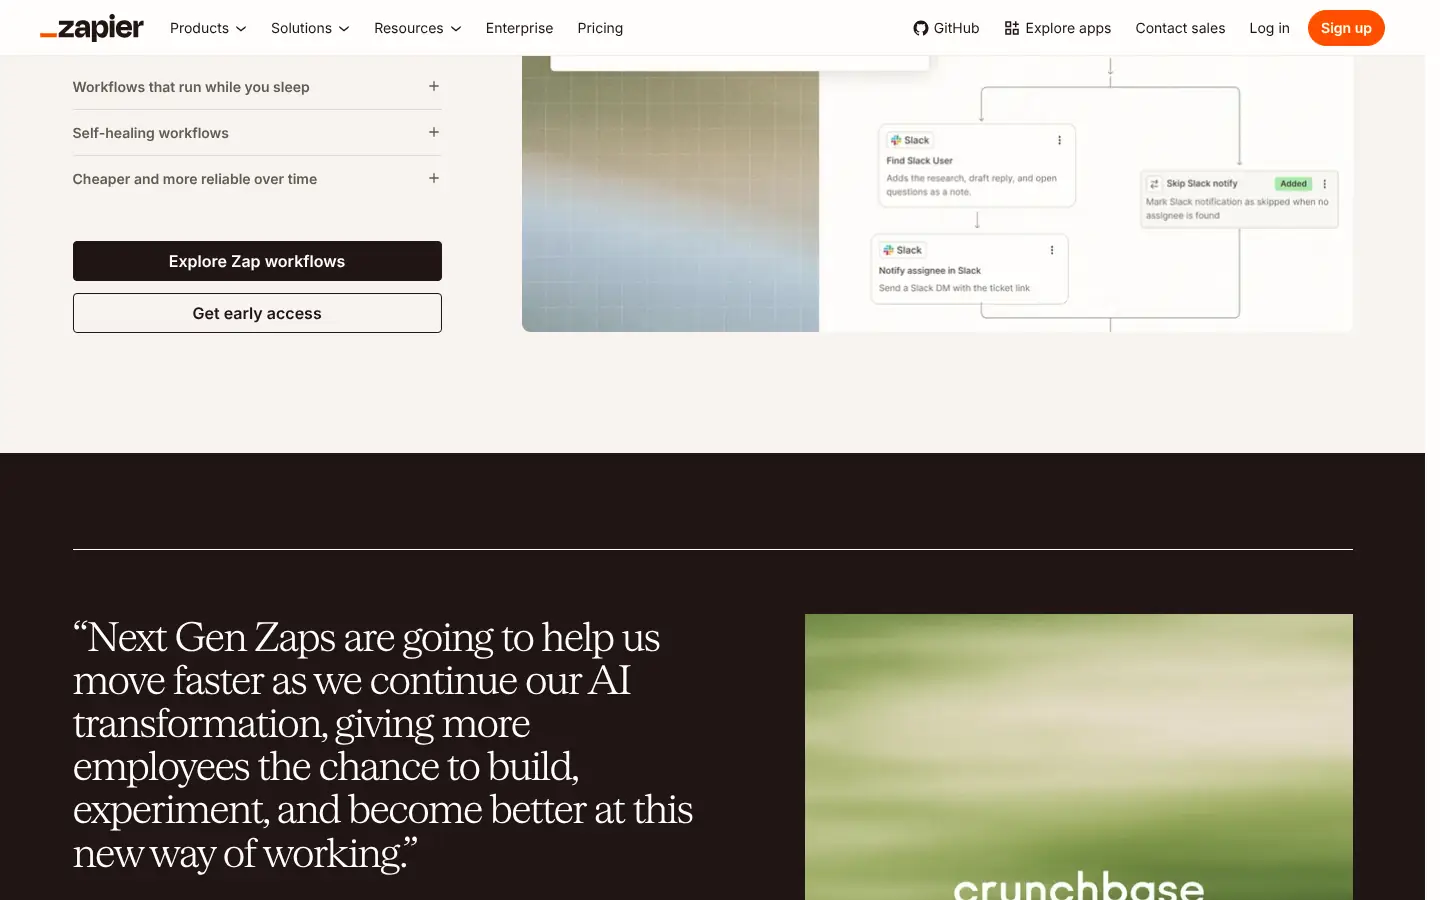 zapier
Products
Solutions
Resources
Enterprise
Pricing
GitHub
Explore apps
Contact sales
Log in
Sign up
Workflows that run while you sleep
Self-healing workflows
Cheaper and more reliable over time
Explore Zap workflows
Get early access
Slack
Find Slack User
Adds the research, draft reply, and open
questions as a note.
Skip Slack notify
Added
Mark Slack notification as skipped when no
assignee is found
Slack
Notify assignee in Slack
Send a Slack DM with the ticket link
“Next Gen Zaps are going to help us
move faster as we continue our AI
transformation, giving more
employees the chance to build,
experiment, and become better at this
new way of working.”
crunchbase